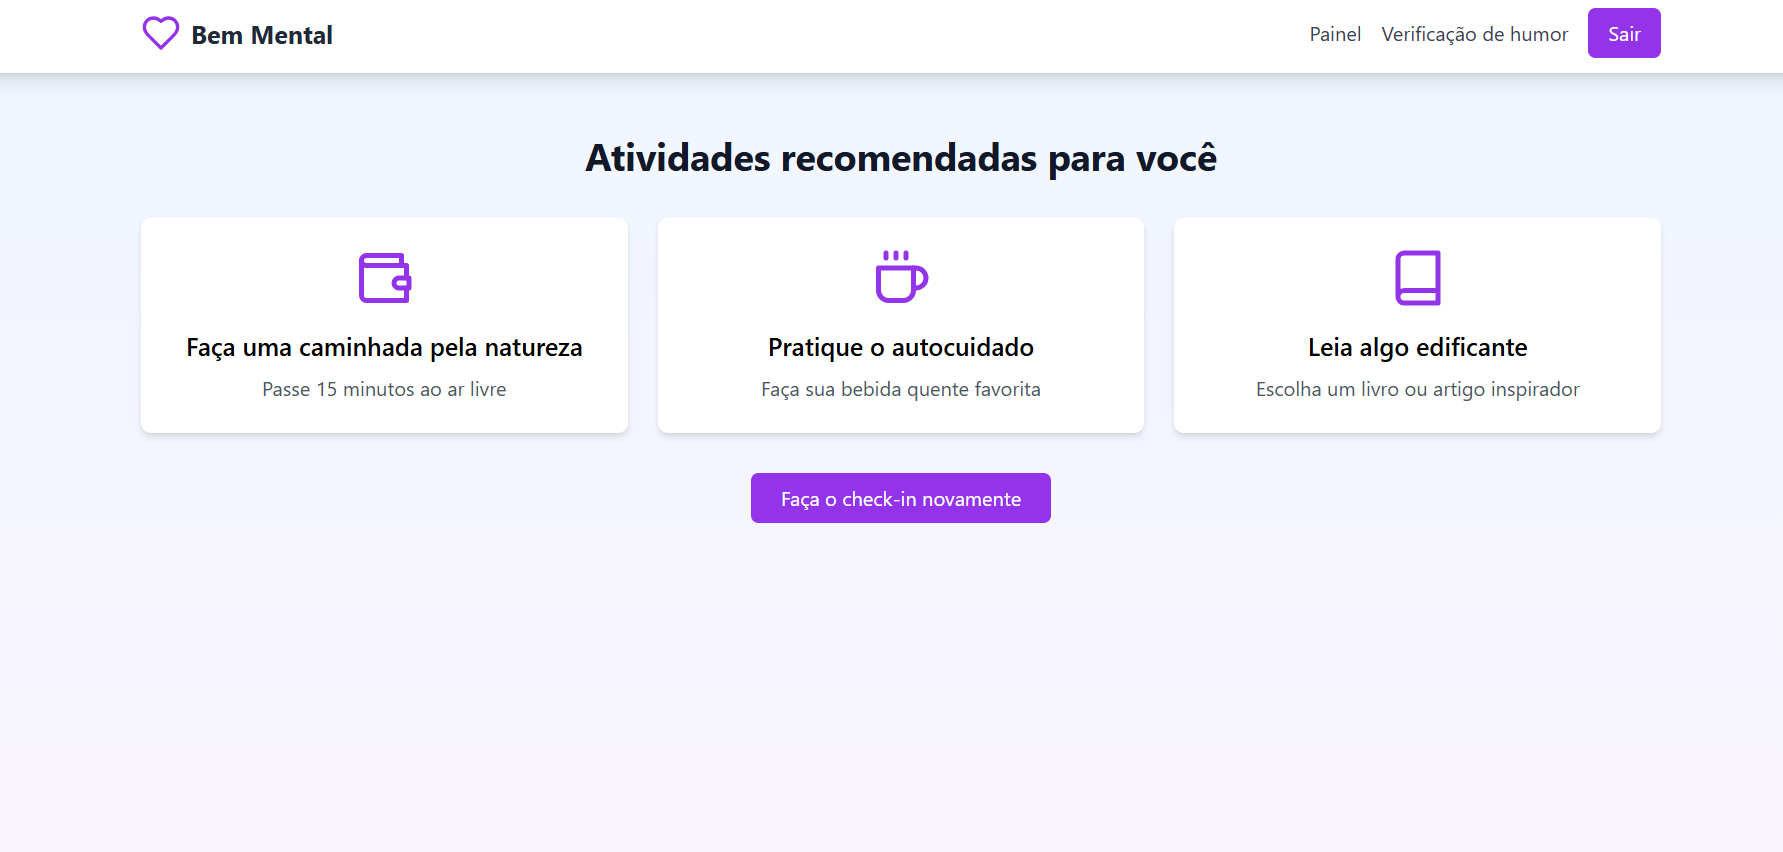 Bem Mental
Painel
Verificação de humor
Sair
Atividades recomendadas para você
Faça uma caminhada pela natureza
Passe 15 minutos ao ar livre
Pratique o autocuidado
Faça sua bebida quente favorita
Leia algo edificante
Escolha um livro ou artigo inspirador
Faça o check-in novamente